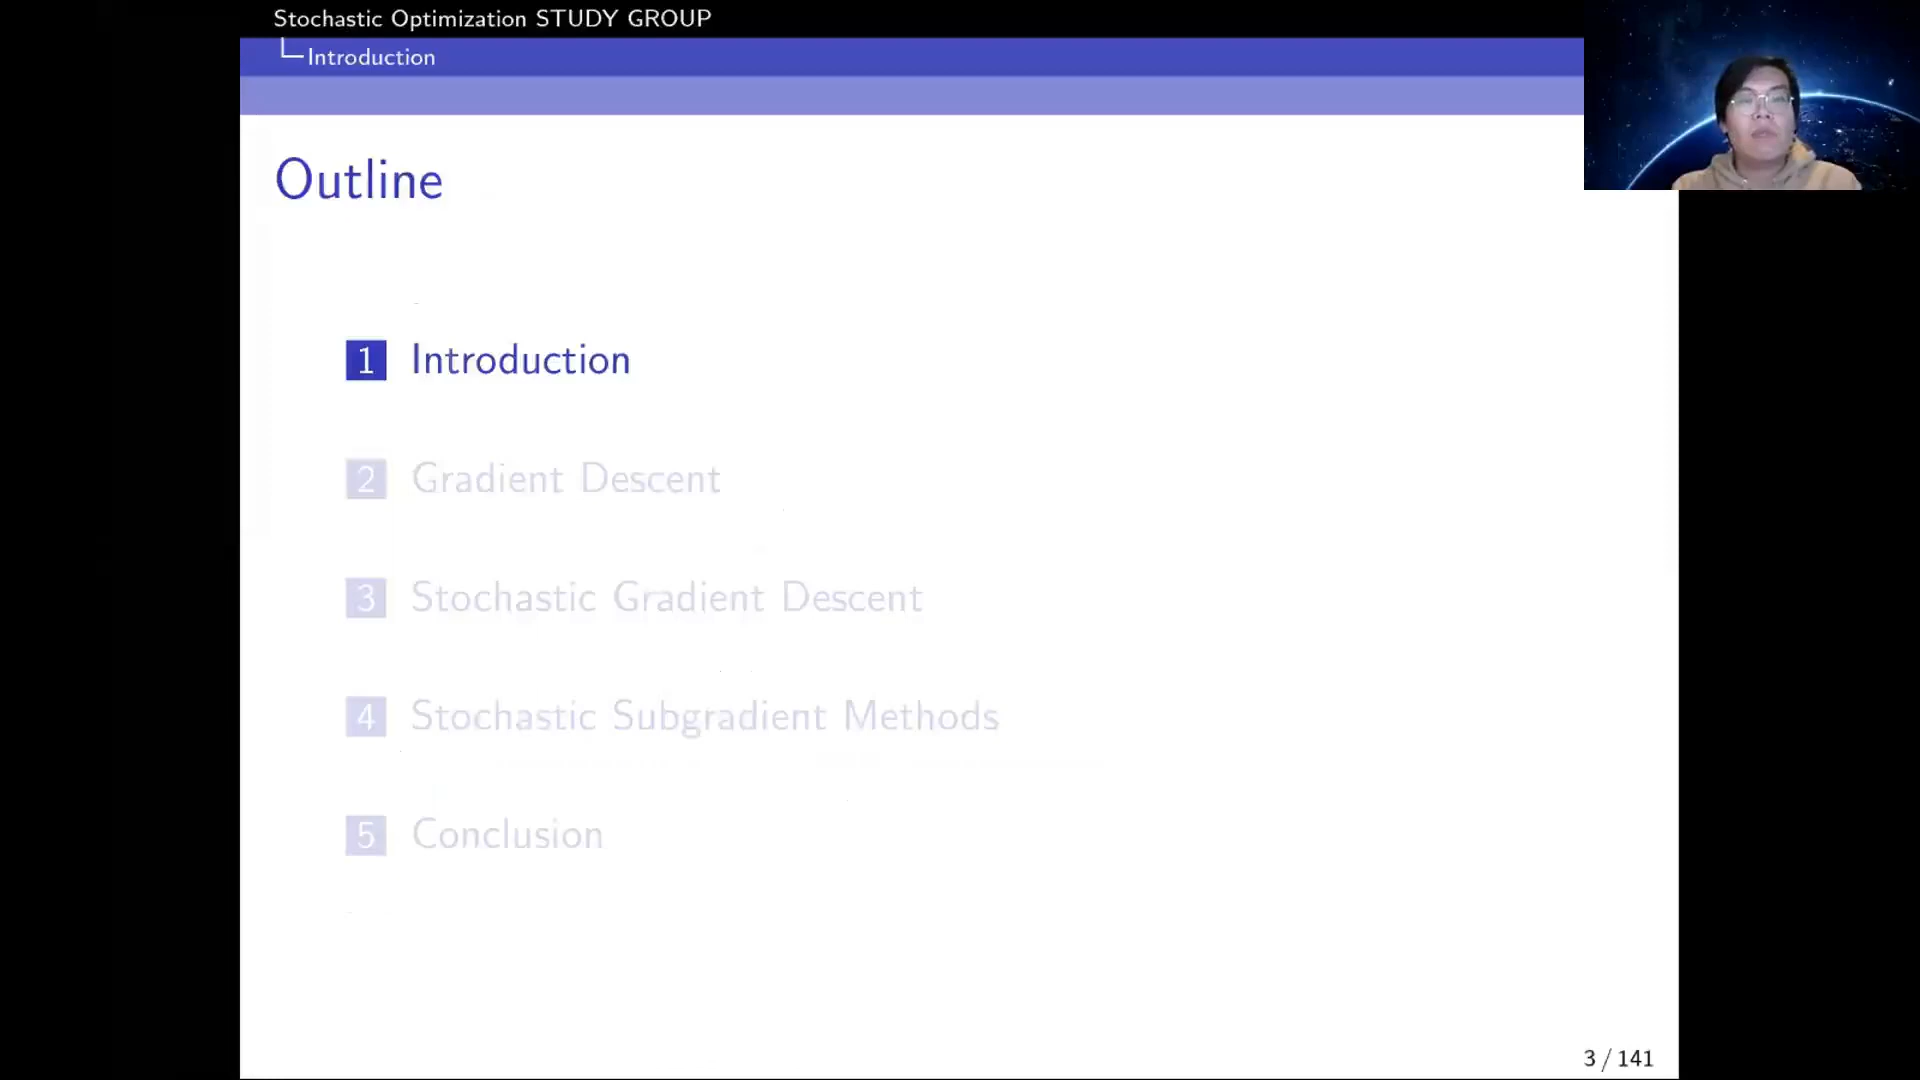 Stochastic Optimization STUDY GROUP
Introduction
Outline
1 Introduction
2 Gradient Descent
3 Stochastic Gradient Descent
4 Stochastic Subgradient Methods
5 Conclusion
3 / 141